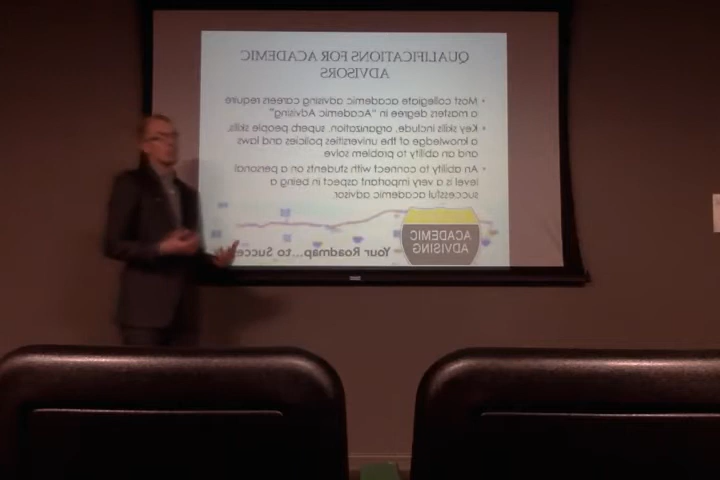 QUALIFICATIONS FOR ACADEMIC
ADVISORS
• Most collegiate academic advising careers require
a masters degree in "Academic Advising"
• Key skills include, organization, superb people skills,
a knowledge of the universities policies and laws
and an ability to problem solve
• An ability to connect with students on a personal
level is a very important aspect in being a
successful academic advisor.
ACADEMIC
ADVISING
Your Roadmap...to Succe